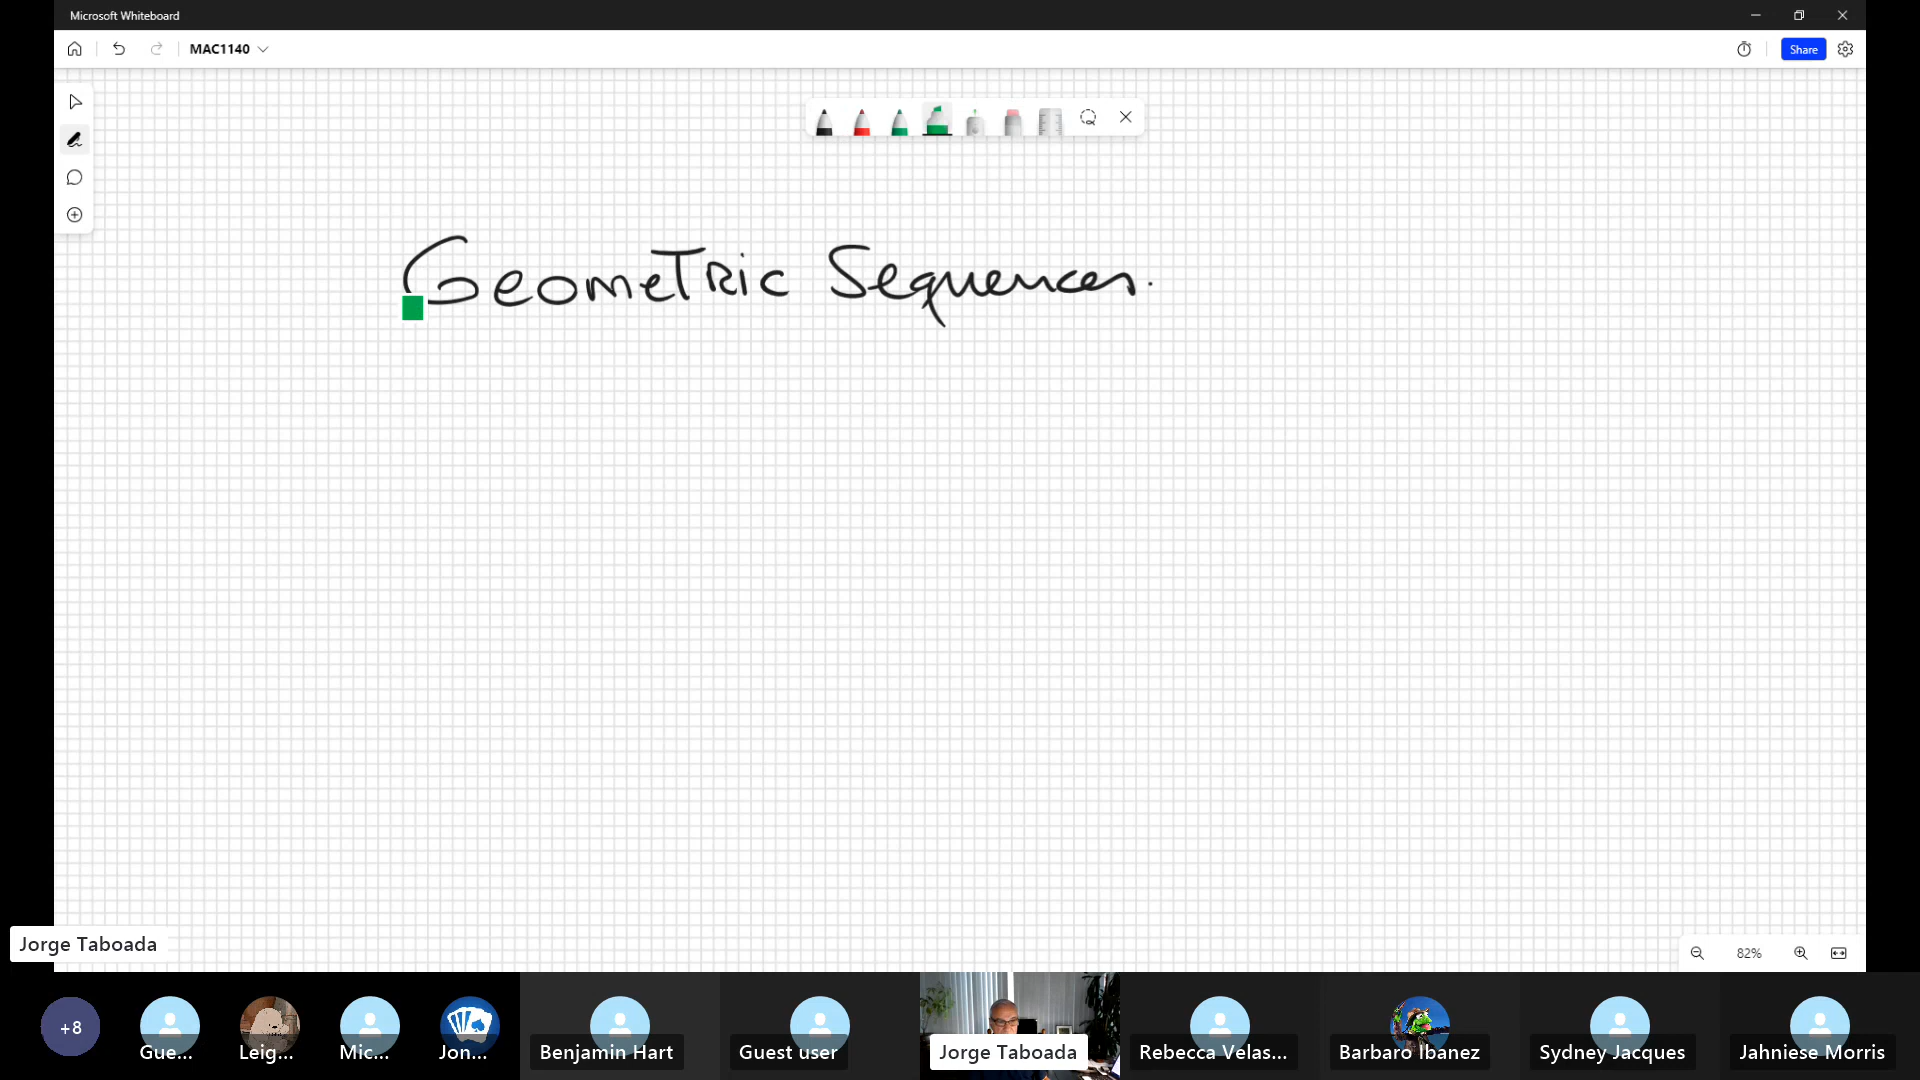 Microsoft Whiteboard
MAC1140
Share
Geometric Sequences.
Jorge Taboada
82%
+8
Gue...
Leig...
Mic...
Jon...
Benjamin Hart
Guest user
Jorge Taboada
Rebecca Velas...
Barbaro Ibanez
Sydney Jacques
Jahniese Morris